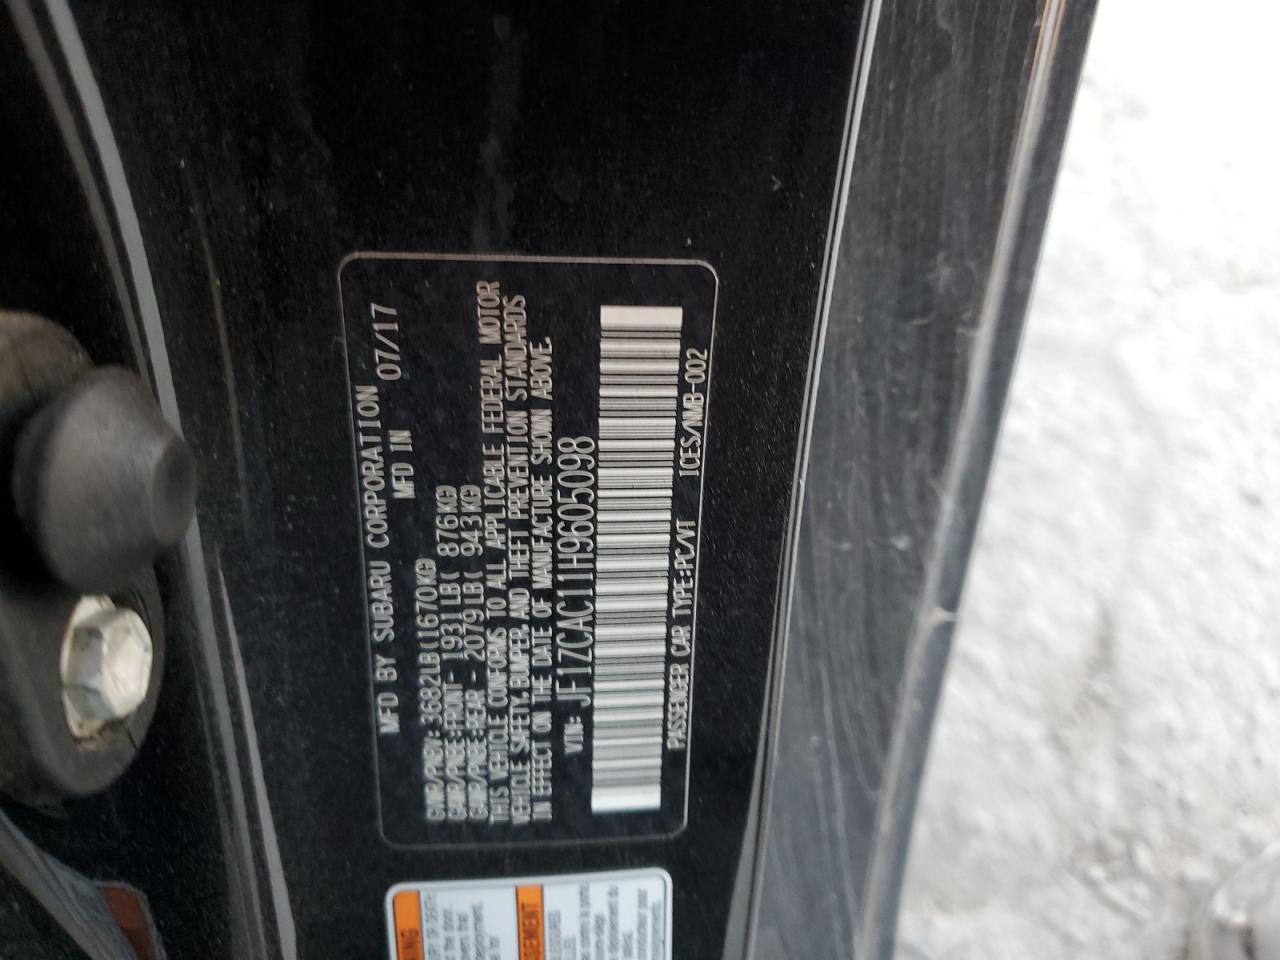 MFD BY SUBARU CORPORATION
MFD IN 07/17
GVWR/PNBV: 3682LB(1670KG)
GAWR/PNBE:FRONT- 1931LB( 876KG)
GAWR/PNBE:REAR - 2079LB( 943KG)
THIS VEHICLE CONFORMS TO ALL APPLICABLE FEDERAL MOTOR
VEHICLE SAFETY, BUMPER, AND THEFT PREVENTION STANDARDS
IN EFFECT ON THE DATE OF MANUFACTURE SHOWN ABOVE.
VIN: JF1ZCAC11H9605098
PASSENGER CAR TYPE:PC/VT ICES/NMB-002